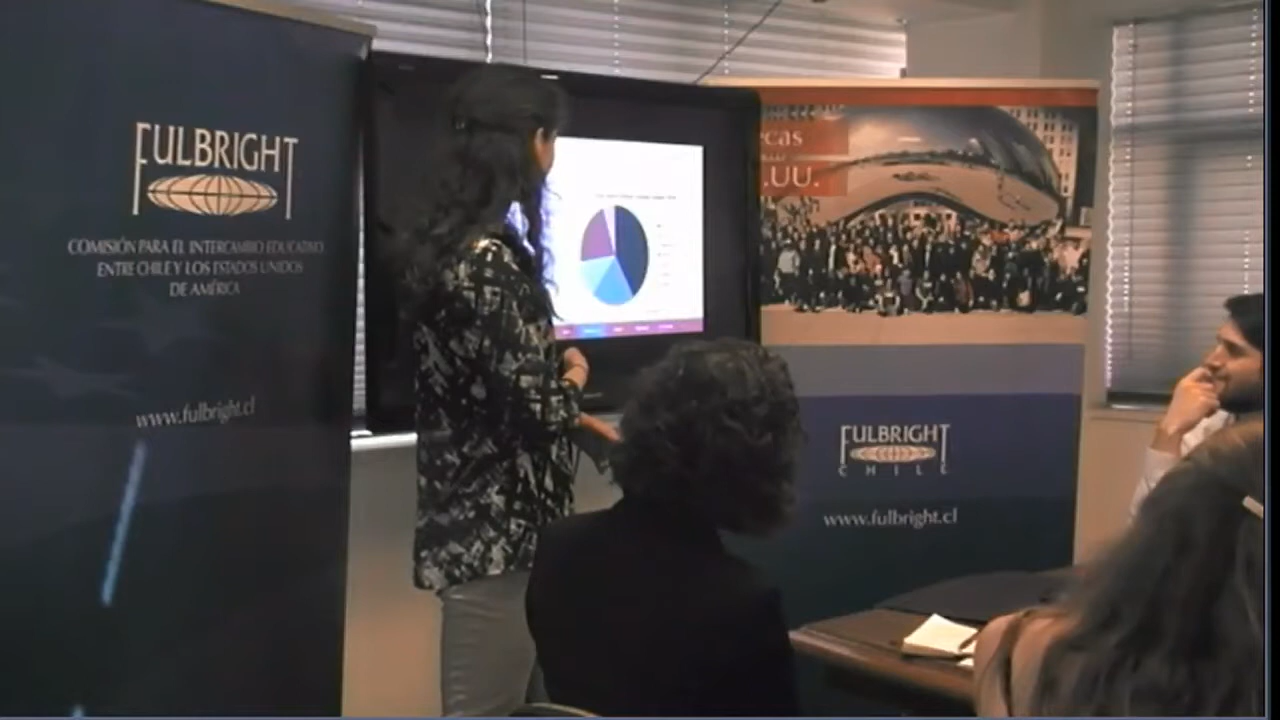 FULBRIGHT
COMISIÓN PARA EL INTERCAMBIO EDUCATIVO
ENTRE CHILE Y LOS ESTADOS UNIDOS
DE AMÉRICA
www.fulbright.cl
cas
.UU.
FULBRIGHT
CHILE
www.fulbright.cl